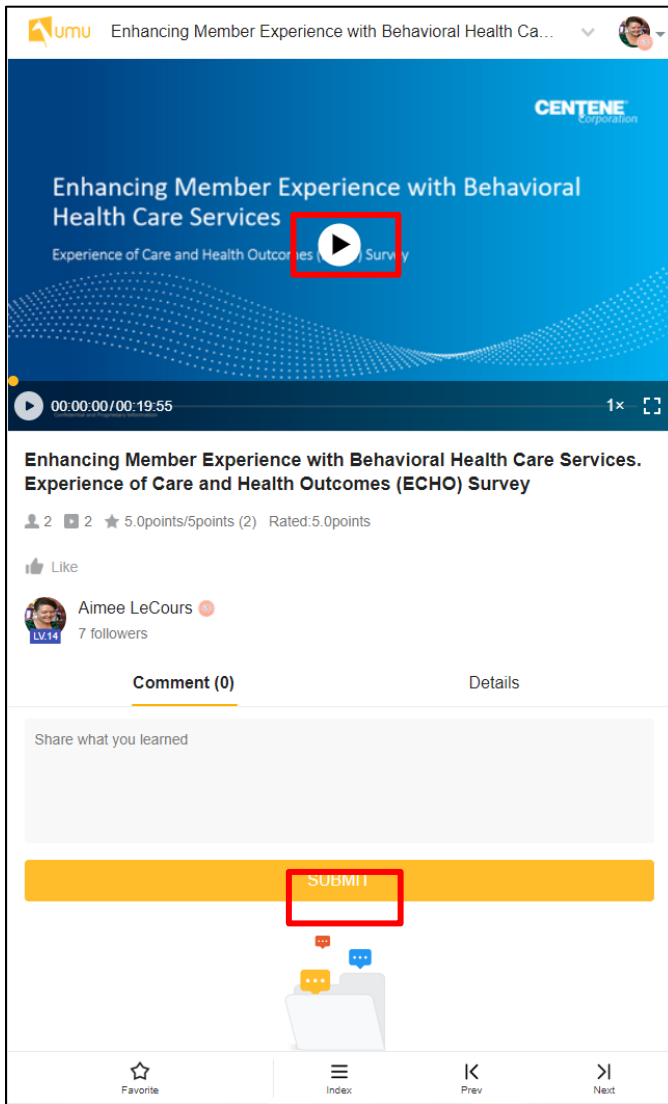 umu Enhancing Member Experience with Behavioral Health Ca...
CENTENE
Corporation
Enhancing Member Experience with Behavioral
Health Care Services
Experience of Care and Health Outcomes ( ) Survey
00:00:00/00:19:55 1×
Confidential and Proprietary Information
Enhancing Member Experience with Behavioral Health Care Services.
Experience of Care and Health Outcomes (ECHO) Survey
2 2 5.0points/5points (2) Rated:5.0points
Like
Aimee LeCours
LV.14 7 followers
Comment (0) Details
Share what you learned
SUBMIT
Favorite Index Prev Next